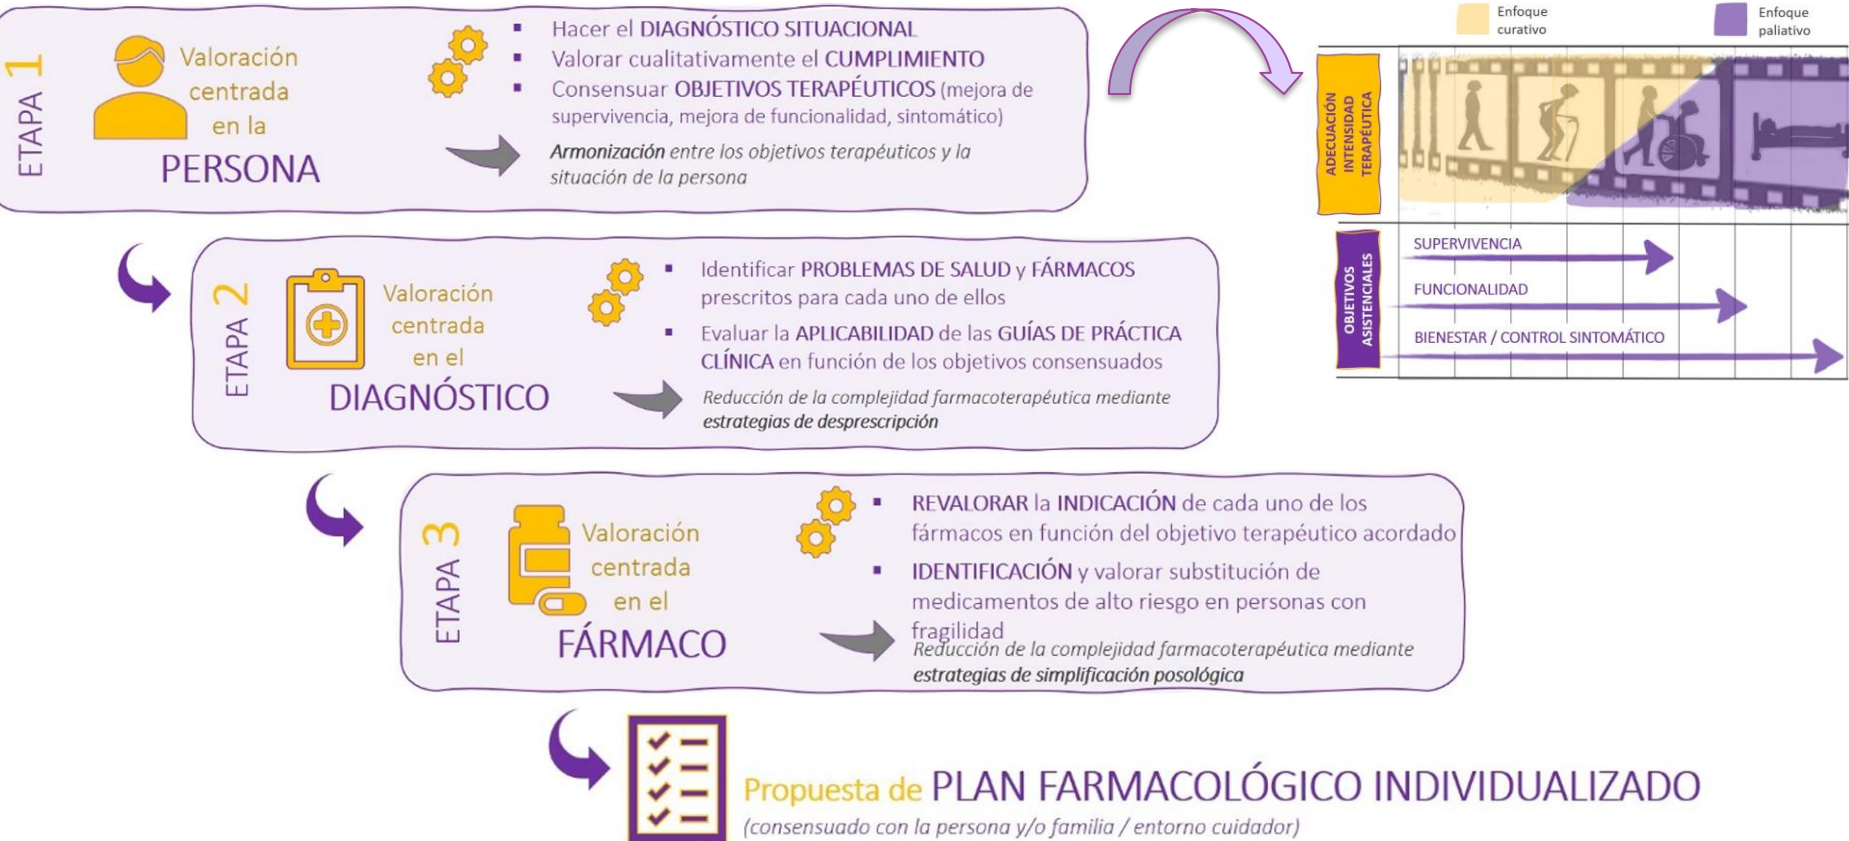 ETAPA 1
Valoración
centrada
en la
PERSONA
▪ Hacer el DIAGNÓSTICO SITUACIONAL
▪ Valorar cualitativamente el CUMPLIMIENTO
▪ Consensuar OBJETIVOS TERAPÉUTICOS (mejora de
supervivencia, mejora de funcionalidad, sintomático)
Armonización entre los objetivos terapéuticos y la
situación de la persona
Enfoque
curativo
Enfoque
paliativo
ADECUACIÓN
INTENSIDAD
TERAPÉUTICA
OBJETIVOS
ASISTENCIALES
SUPERVIVENCIA
FUNCIONALIDAD
BIENESTAR / CONTROL SINTOMÁTICO
ETAPA 2
Valoración
centrada
en el
DIAGNÓSTICO
▪ Identificar PROBLEMAS DE SALUD y FÁRMACOS
prescritos para cada uno de ellos
▪ Evaluar la APLICABILIDAD de las GUÍAS DE PRÁCTICA
CLÍNICA en función de los objetivos consensuados
Reducción de la complejidad farmacoterapéutica mediante
estrategias de desprescripción
ETAPA 3
Valoración
centrada
en el
FÁRMACO
▪ REVALORAR la INDICACIÓN de cada uno de los
fármacos en función del objetivo terapéutico acordado
▪ IDENTIFICACIÓN y valorar substitución de
medicamentos de alto riesgo en personas con
fragilidad
Reducción de la complejidad farmacoterapéutica mediante
estrategias de simplificación posológica
Propuesta de PLAN FARMACOLÓGICO INDIVIDUALIZADO
(consensuado con la persona y/o familia / entorno cuidador)